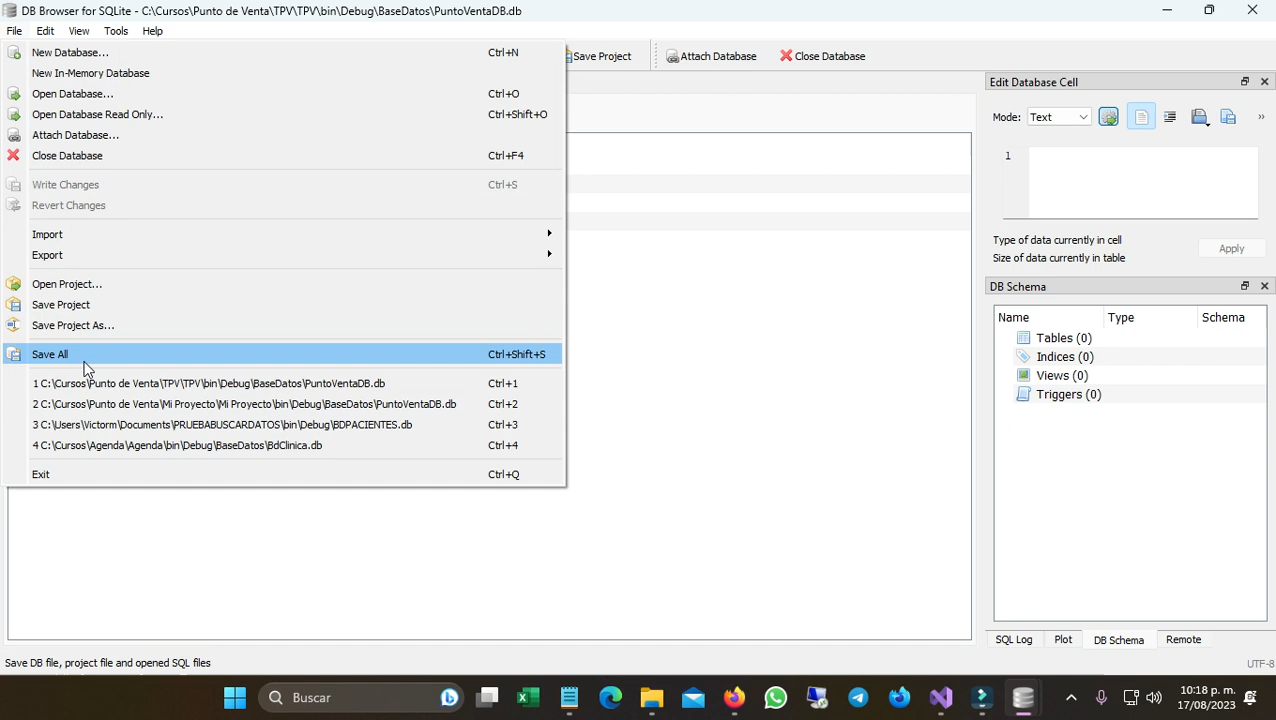 DB Browser for SQLite - C:\Cursos\Punto de Venta\TPV\TPV\bin\Debug\BaseDatos\PuntoVentaDB.db
File Edit View Tools Help
New Database... Ctrl+N
New In-Memory Database
Open Database... Ctrl+O
Open Database Read Only... Ctrl+Shift+O
Attach Database...
Close Database Ctrl+F4
Write Changes Ctrl+S
Revert Changes
Import
Export
Open Project...
Save Project
Save Project As...
Save All Ctrl+Shift+S
1 C:\Cursos\Punto de Venta\TPV\TPV\bin\Debug\BaseDatos\PuntoVentaDB.db Ctrl+1
2 C:\Cursos\Punto de Venta\Mi Proyecto\Mi Proyecto\bin\Debug\BaseDatos\PuntoVentaDB.db Ctrl+2
3 C:\Users\Victorm\Documents\PRUEBABUSCARDATOS\bin\Debug\BDPACIENTES.db Ctrl+3
4 C:\Cursos\Agenda\Agenda\bin\Debug\BaseDatos\BdClinica.db Ctrl+4
Exit Ctrl+Q
Save Project Attach Database Close Database
Edit Database Cell
Mode: Text
1
Type of data currently in cell
Size of data currently in table
Apply
DB Schema
Name Type Schema
Tables (0)
Indices (0)
Views (0)
Triggers (0)
SQL Log Plot DB Schema Remote
Save DB file, project file and opened SQL files UTF-8
Buscar
10:18 p. m.
17/08/2023